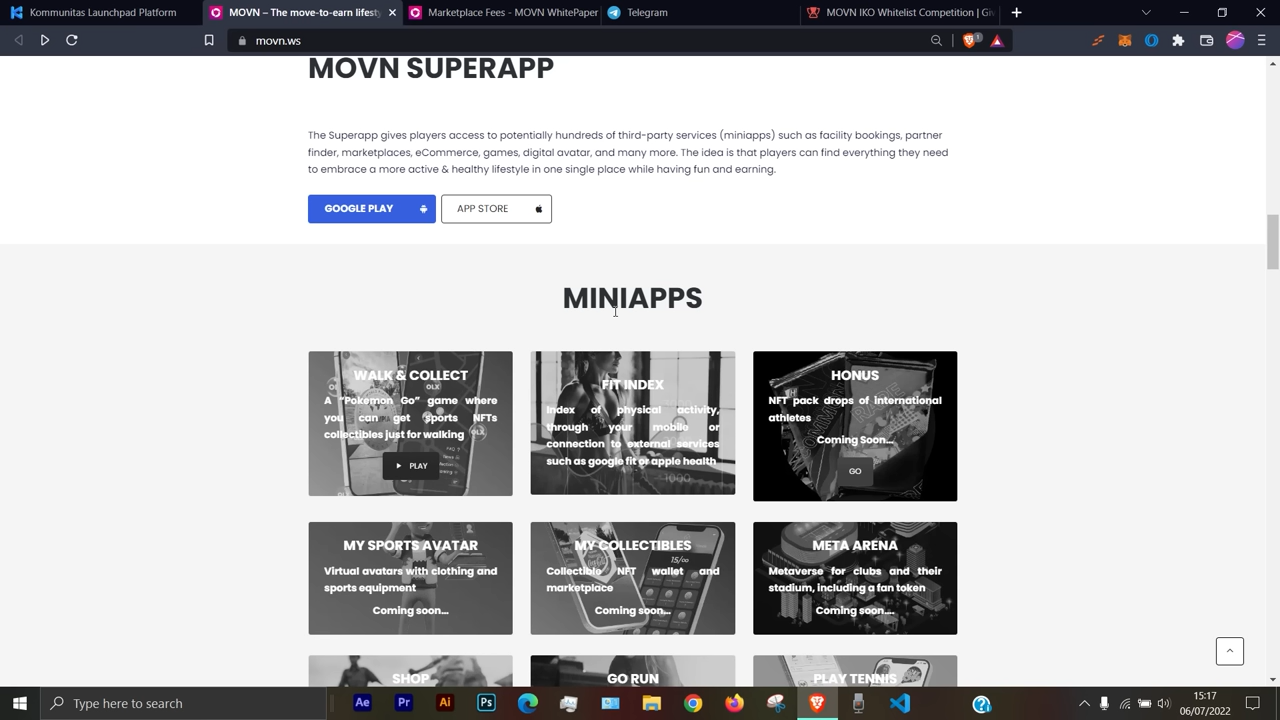 Kommunitas Launchpad Platform
MOVN – The move-to-earn lifest
Marketplace Fees - MOVN WhitePaper
Telegram
MOVN IKO Whitelist Competition | Giv
movn.ws
1
MOVN SUPERAPP
The Superapp gives players access to potentially hundreds of third-party services (miniapps) such as facility bookings, partner
finder, marketplaces, eCommerce, games, digital avatar, and many more. The idea is that players can find everything they need
to embrace a more active & healthy lifestyle in one single place while having fun and earning.
GOOGLE PLAY
APP STORE
MINIAPPS
WALK & COLLECT
A "Pokemon Go" game where
you can get sports NFTs
collectibles just for walking
PLAY
FIT INDEX
Index of physical activity,
through your mobile or
connection to external services
such as google fit or apple health
HONUS
NFT pack drops of international
athletes
Coming Soon...
GO
MY SPORTS AVATAR
Virtual avatars with clothing and
sports equipment
Coming soon...
MY COLLECTIBLES
15/∞
Collectible NFT wallet and
marketplace
Coming soon...
META ARENA
Metaverse for clubs and their
stadium, including a fan token
Coming soon....
SHOP
GO RUN
PLAY TENNIS
Type here to search
Ae
Pr
Ai
Ps
15:17
06/07/2022